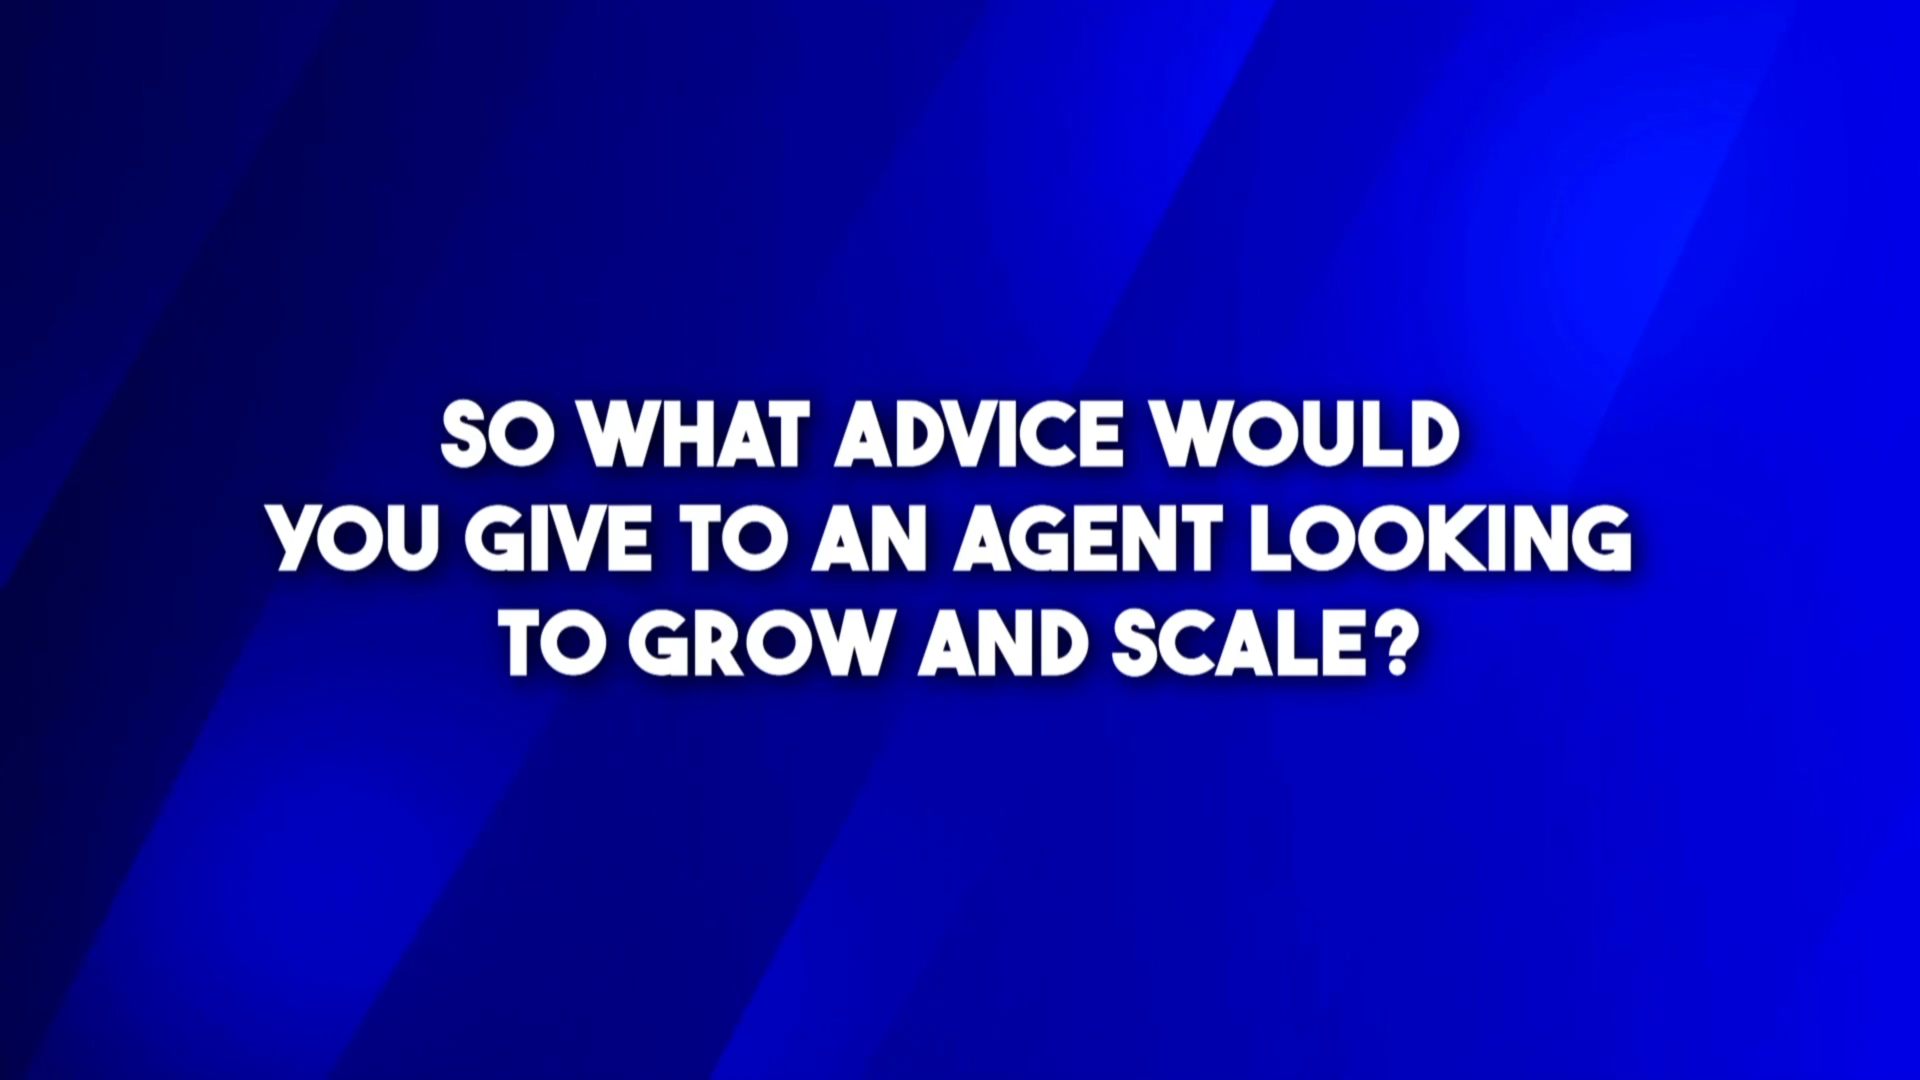 SO WHAT ADVICE WOULD
YOU GIVE TO AN AGENT LOOKING
TO GROW AND SCALE?